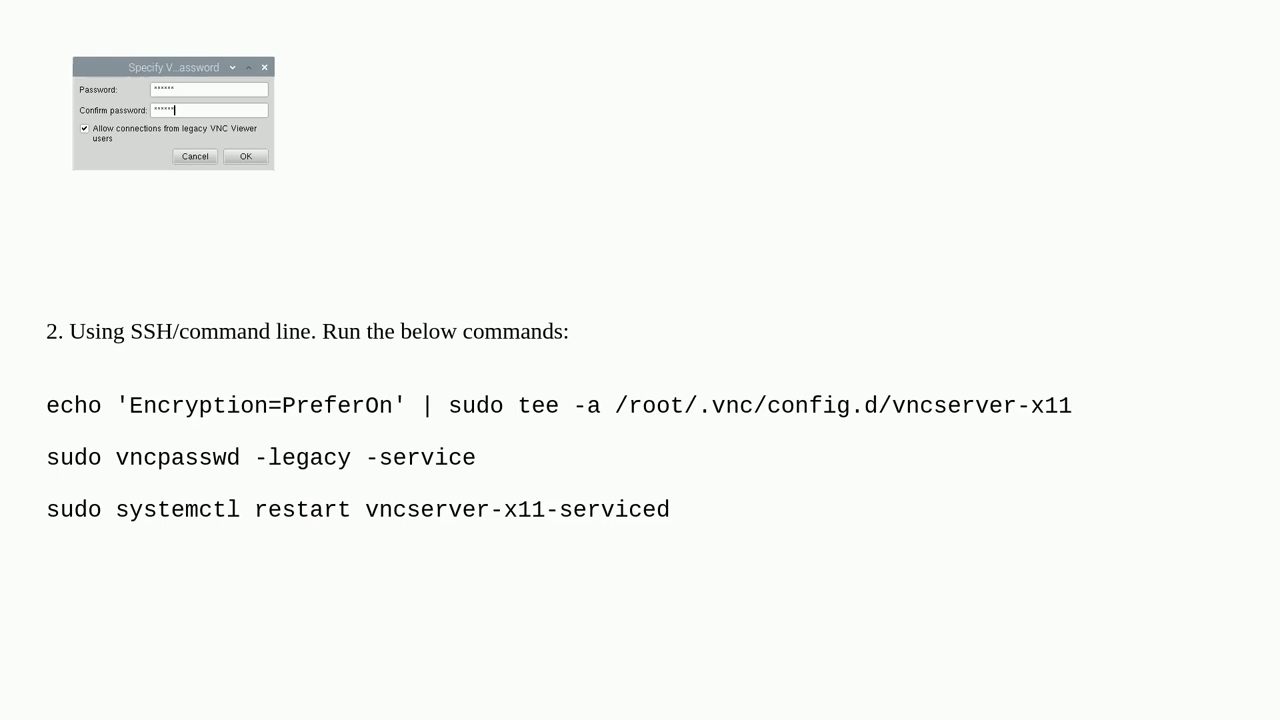 Specify V...assword
Password: ******
Confirm password: ******
Allow connections from legacy VNC Viewer
users
Cancel OK
2. Using SSH/command line. Run the below commands:
echo 'Encryption=PreferOn' | sudo tee -a /root/.vnc/config.d/vncserver-x11
sudo vncpasswd -legacy -service
sudo systemctl restart vncserver-x11-serviced